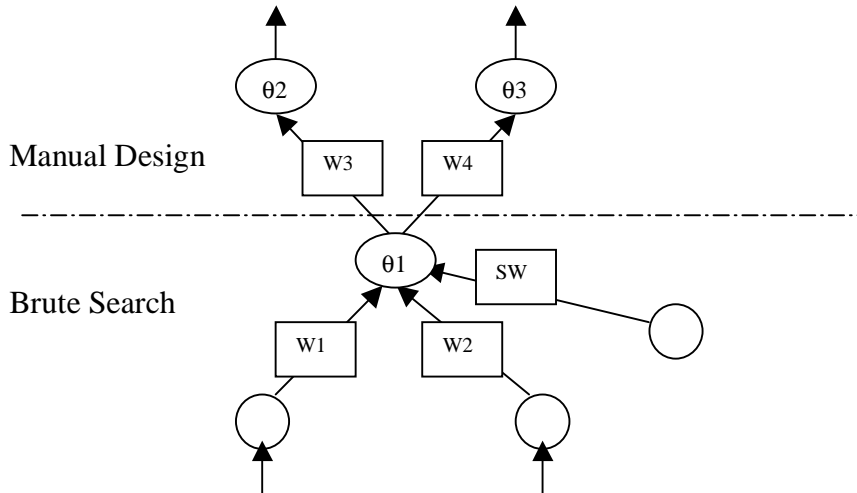 θ2
θ3
Manual Design
W3
W4
θ1
SW
Brute Search
W1
W2